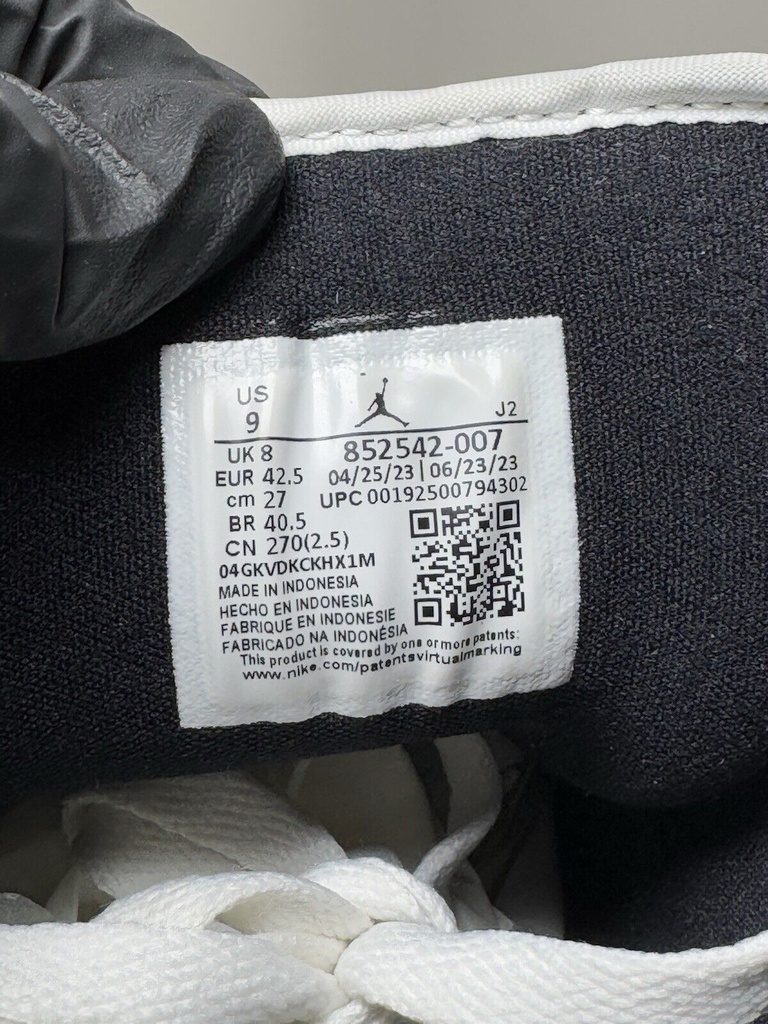 US
9
J2
UK 8
852542-007
EUR 42.5
04/25/23 | 06/23/23
cm 27
UPC 00192500794302
BR 40.5
CN 270(2.5)
04GKVDKCKHX1M
MADE IN INDONESIA
HECHO EN INDONESIA
FABRIQUE EN INDONESIE
FABRICADO NA INDONÉSIA
This product is covered by one or more patents:
www.nike.com/patentsvirtualmarking